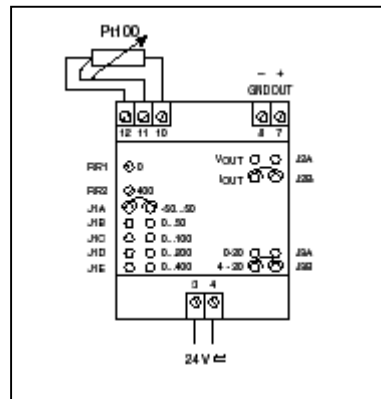 Pt100
- +
GND OUT
12 11 10
8 7
VOUT J2A
IOUT J2B
RR1 0
RR2 400
J1A -50...50
J1B 0...50
J1C 0...100
J1D 0...200
J1E 0...400
0-20 J3A
4-20 J3B
3 4
24 V